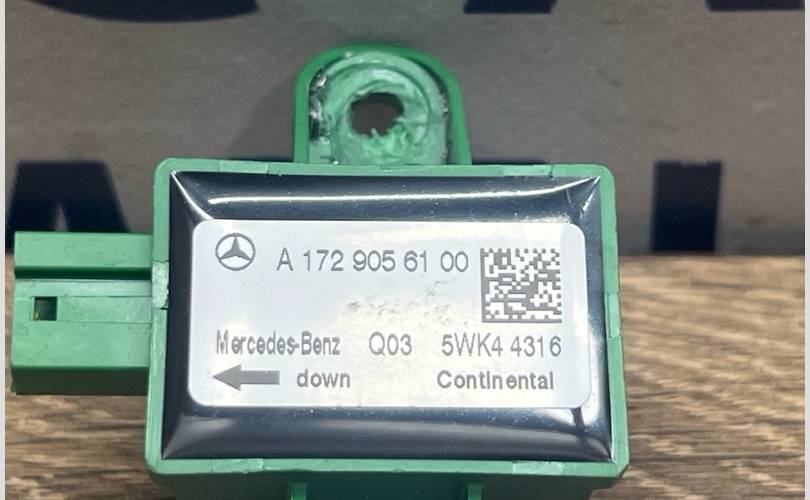 A 172 905 61 00
Mercedes-Benz Q03 5WK4 4316
down Continental